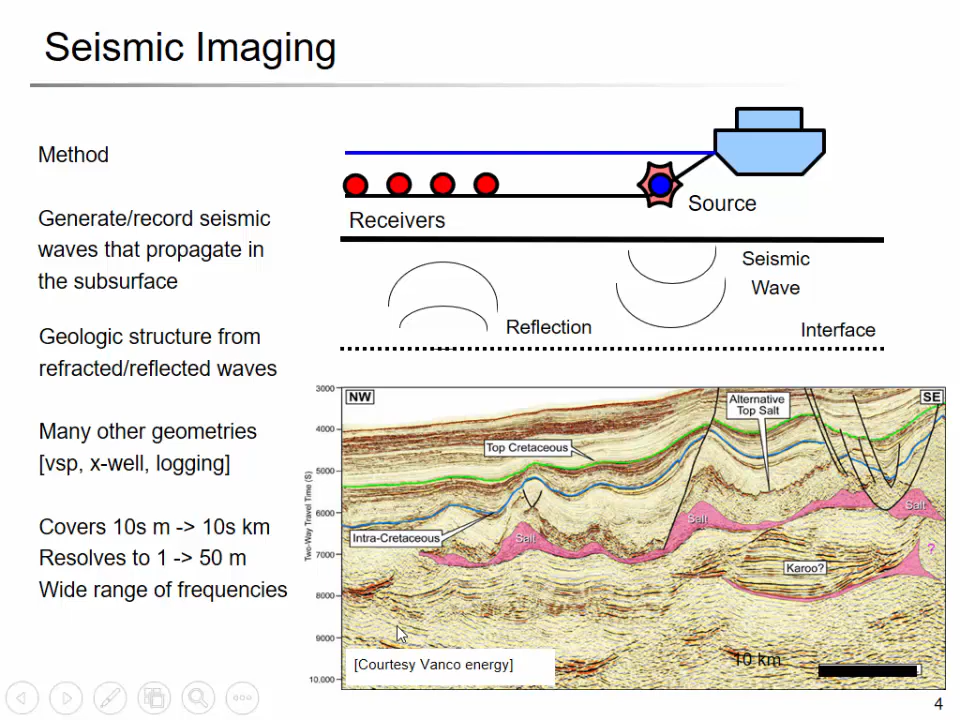 Seismic Imaging
Method
Generate/record seismic
waves that propagate in
the subsurface
Geologic structure from
refracted/reflected waves
Many other geometries
[vsp, x-well, logging]
Covers 10s m -> 10s km
Resolves to 1 -> 50 m
Wide range of frequencies
Source
Receivers
Seismic
Wave
Reflection
Interface
3000
4000
5000
6000
7000
8000
9000
10.000
Two-Way Travel Time (S)
NW
SE
Alternative
Top Salt
Top Cretaceous
Intra-Cretaceous
Salt
Salt
Salt
?
Karoo?
[Courtesy Vanco energy]
10 km
4